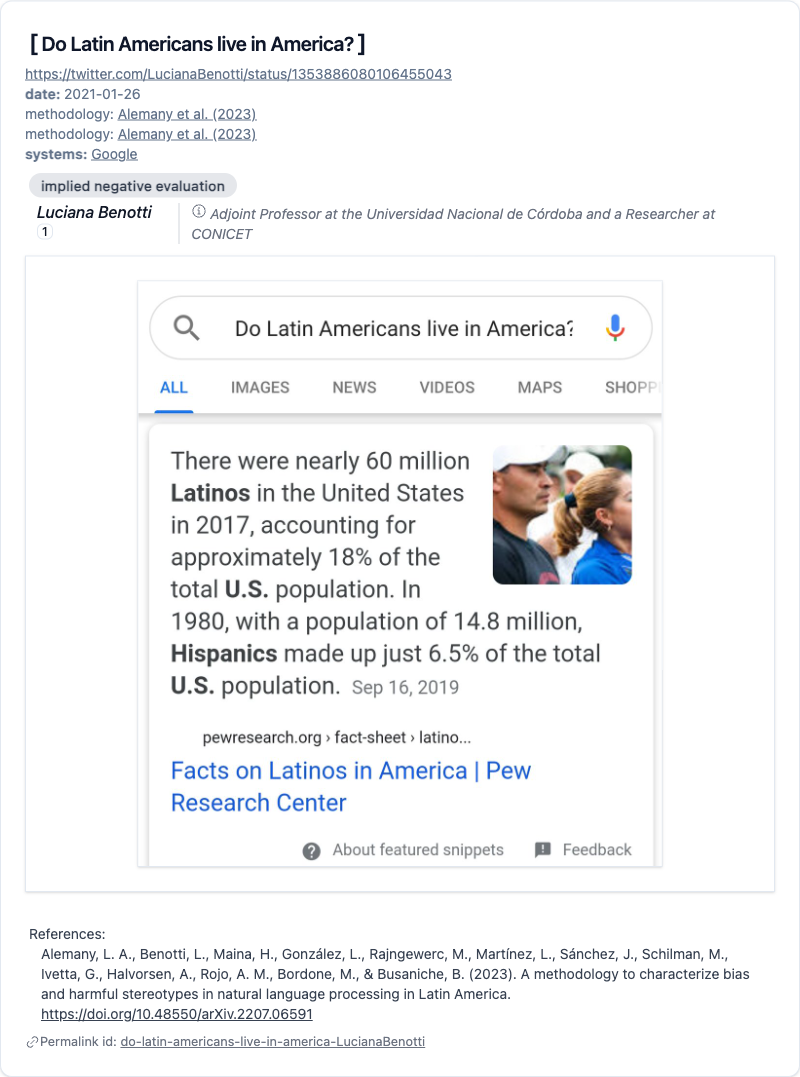 [ Do Latin Americans live in America? ]
https://twitter.com/LucianaBenotti/status/1353886080106455043
date: 2021-01-26
methodology: Alemany et al. (2023)
methodology: Alemany et al. (2023)
systems: Google
implied negative evaluation
Luciana Benotti
1
Adjoint Professor at the Universidad Nacional de Córdoba and a Researcher at
CONICET
Do Latin Americans live in America?
ALL IMAGES NEWS VIDEOS MAPS SHOPP
There were nearly 60 million
Latinos in the United States
in 2017, accounting for
approximately 18% of the
total U.S. population. In
1980, with a population of 14.8 million,
Hispanics made up just 6.5% of the total
U.S. population. Sep 16, 2019
pewresearch.org › fact-sheet › latino...
Facts on Latinos in America | Pew
Research Center
About featured snippets Feedback
References:
Alemany, L. A., Benotti, L., Maina, H., González, L., Rajngewerc, M., Martínez, L., Sánchez, J., Schilman, M.,
Ivetta, G., Halvorsen, A., Rojo, A. M., Bordone, M., & Busaniche, B. (2023). A methodology to characterize bias
and harmful stereotypes in natural language processing in Latin America.
https://doi.org/10.48550/arXiv.2207.06591
Permalink id: do-latin-americans-live-in-america-LucianaBenotti